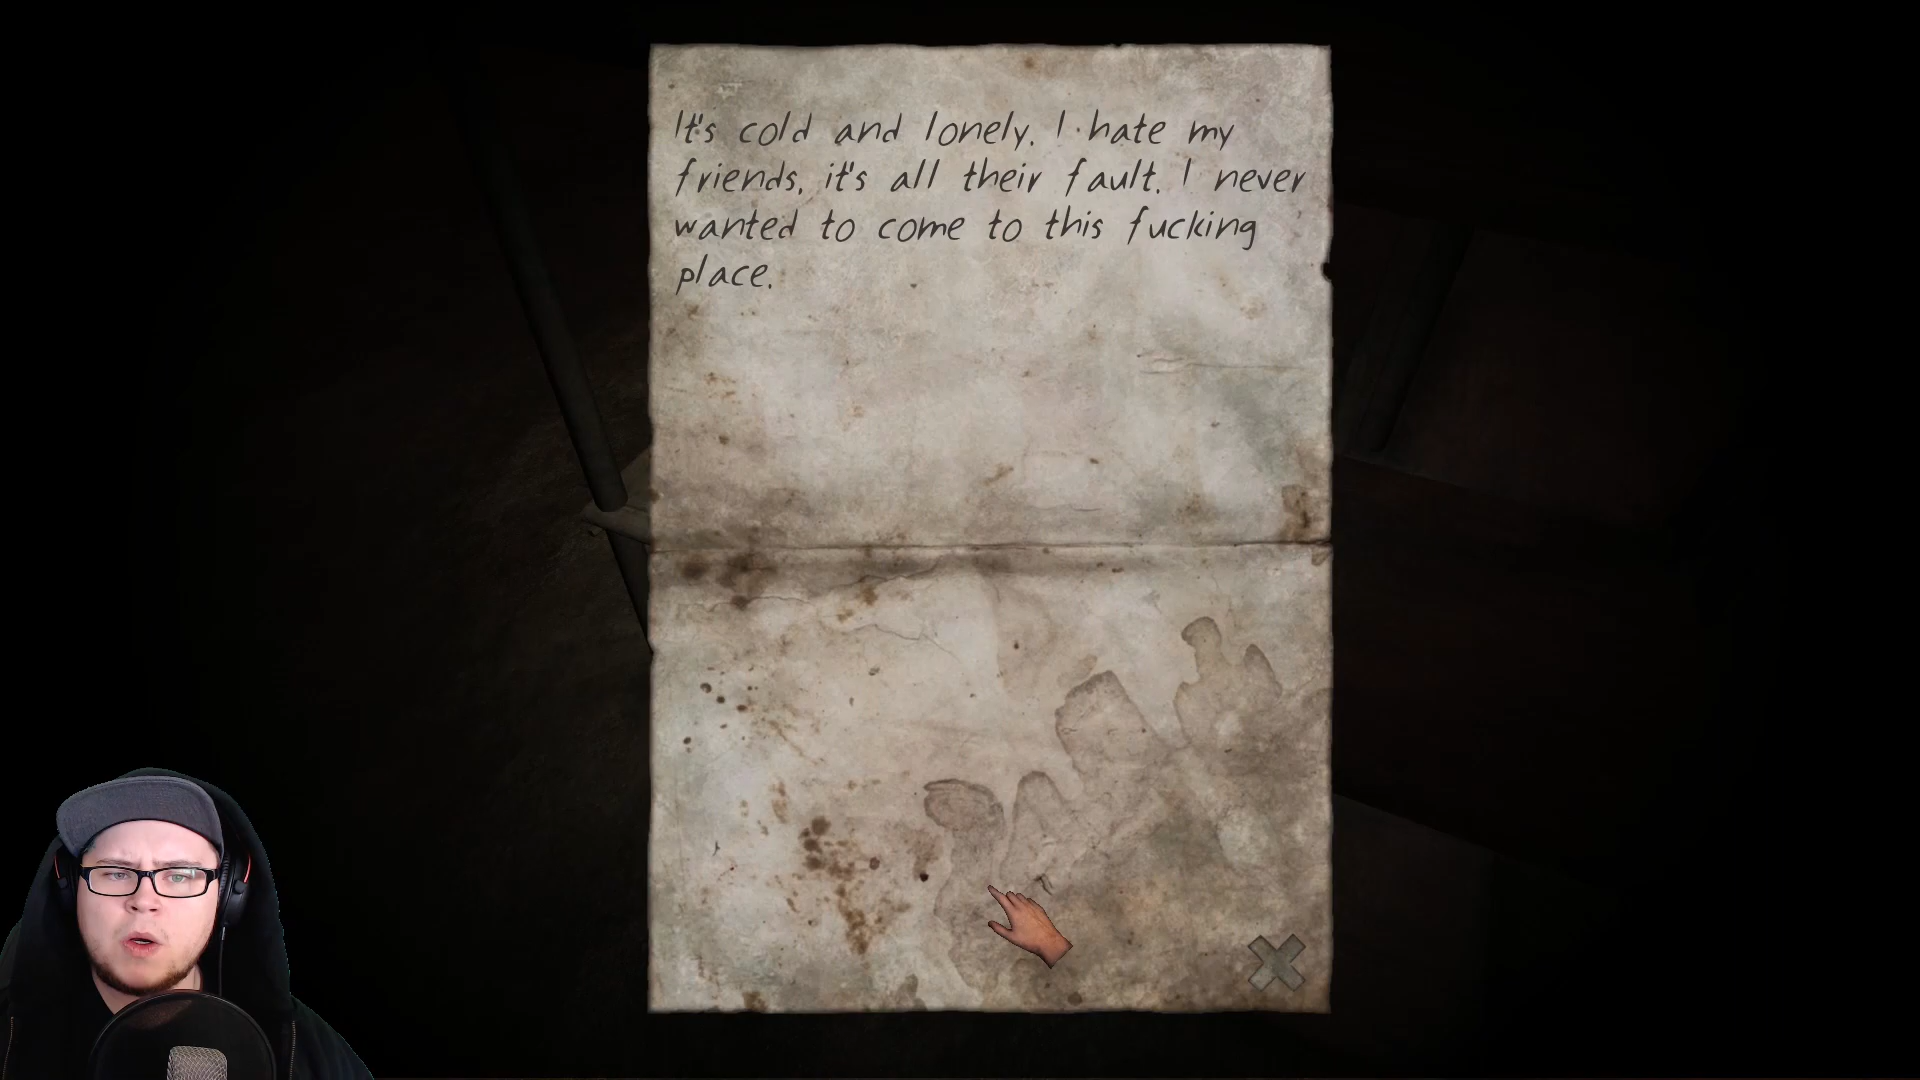 It's cold and lonely. I hate my
friends, it's all their fault. I never
wanted to come to this fucking
place.